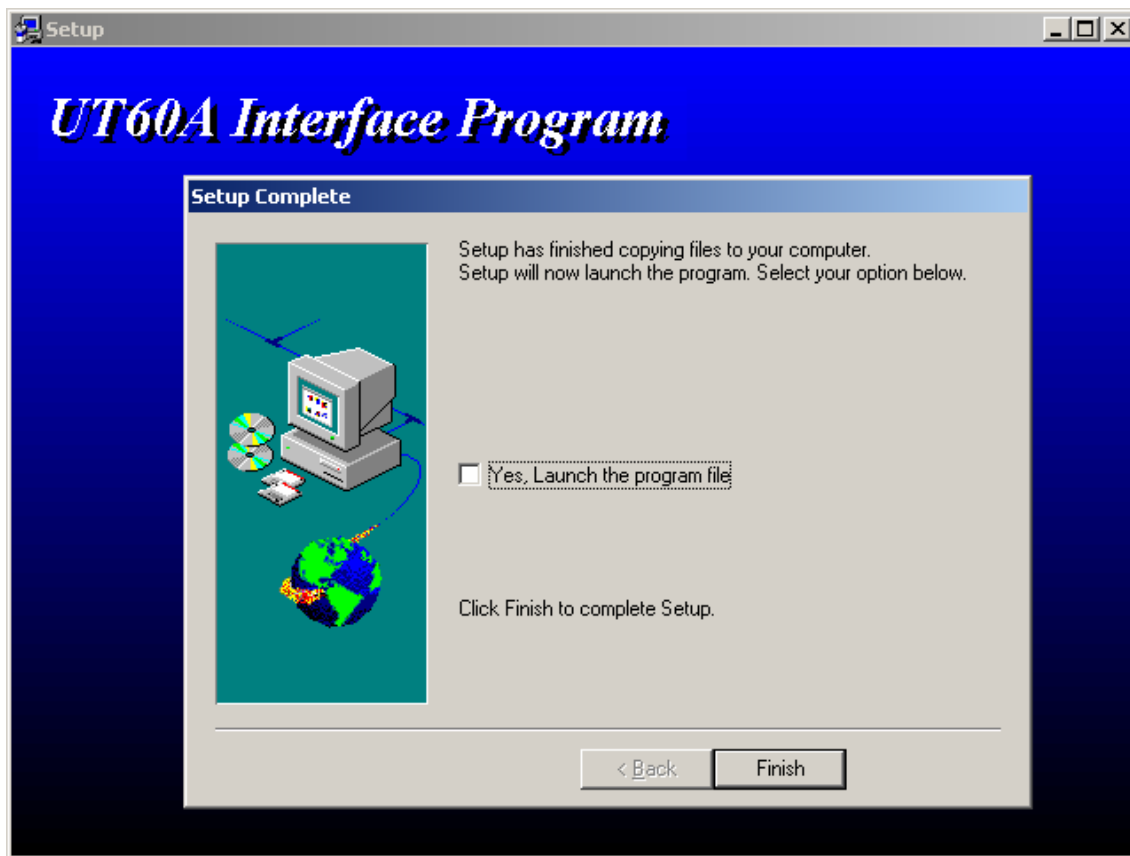 Setup
UT60A Interface Program
Setup Complete
Setup has finished copying files to your computer.
Setup will now launch the program. Select your option below.
Yes, Launch the program file
Click Finish to complete Setup.
< Back
Finish